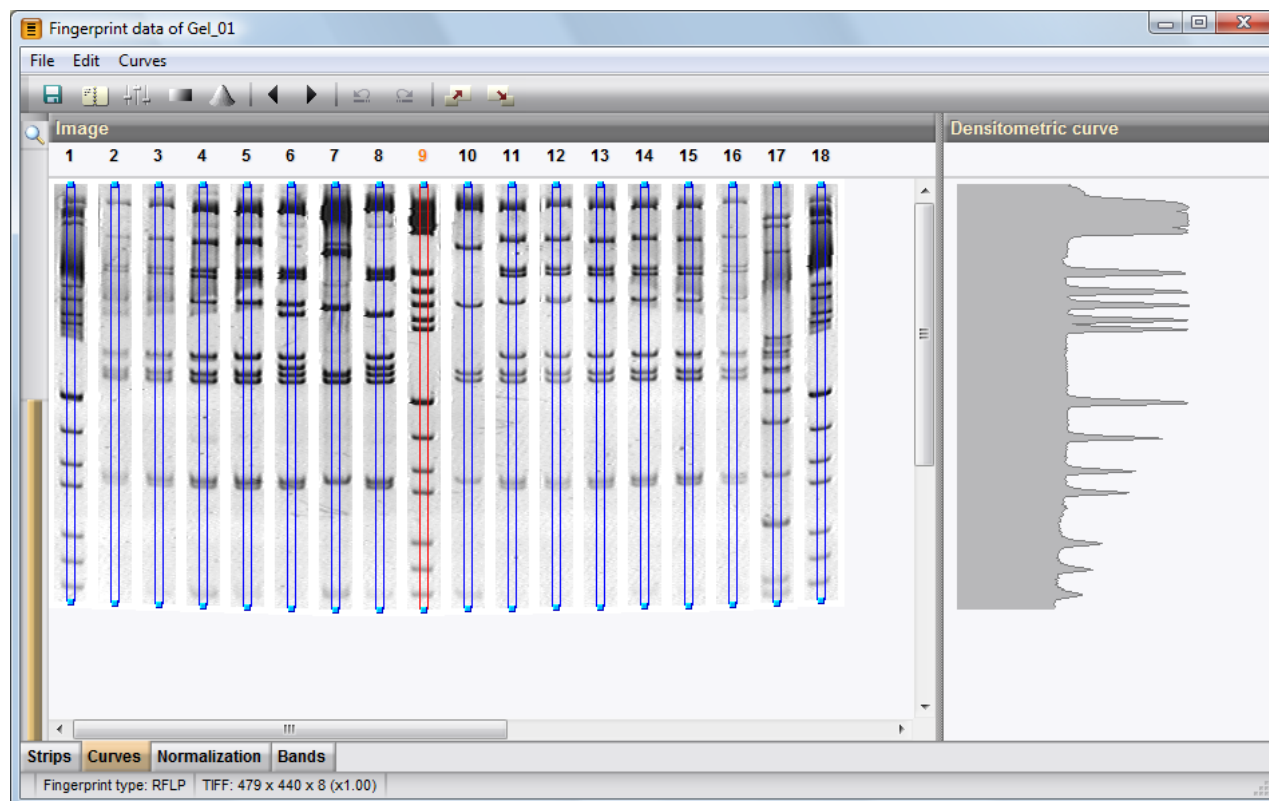 Fingerprint data of Gel_01
File Edit Curves
Image
Densitometric curve
1 2 3 4 5 6 7 8 9 10 11 12 13 14 15 16 17 18
Strips Curves Normalization Bands
Fingerprint type: RFLP TIFF: 479 x 440 x 8 (x1.00)